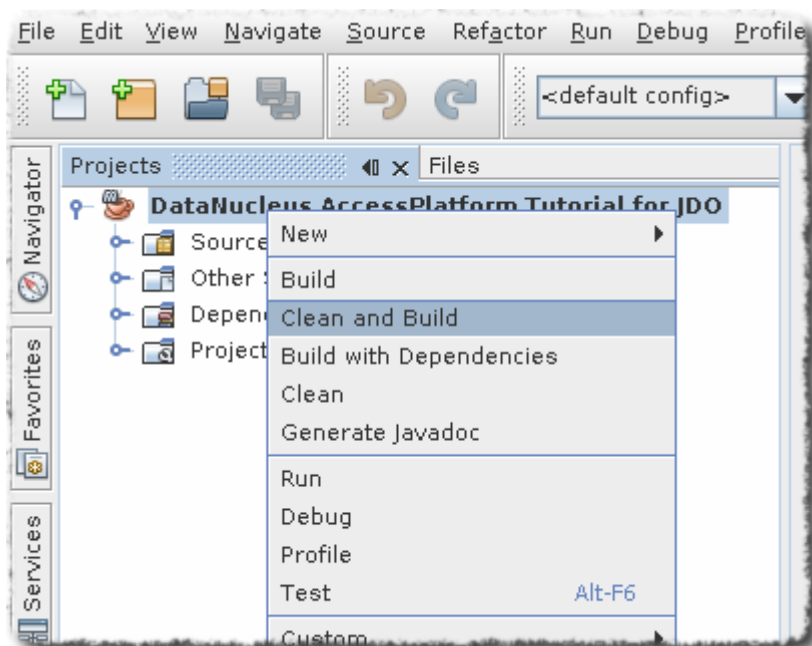 File Edit View Navigate Source Refactor Run Debug Profile
<default config>
Projects Files
DataNucleus AccessPlatform Tutorial for JDO
Source
Other
Depen
Project
New
Build
Clean and Build
Build with Dependencies
Clean
Generate Javadoc
Run
Debug
Profile
Test Alt-F6
Custom
Navigator
Favorites
Services